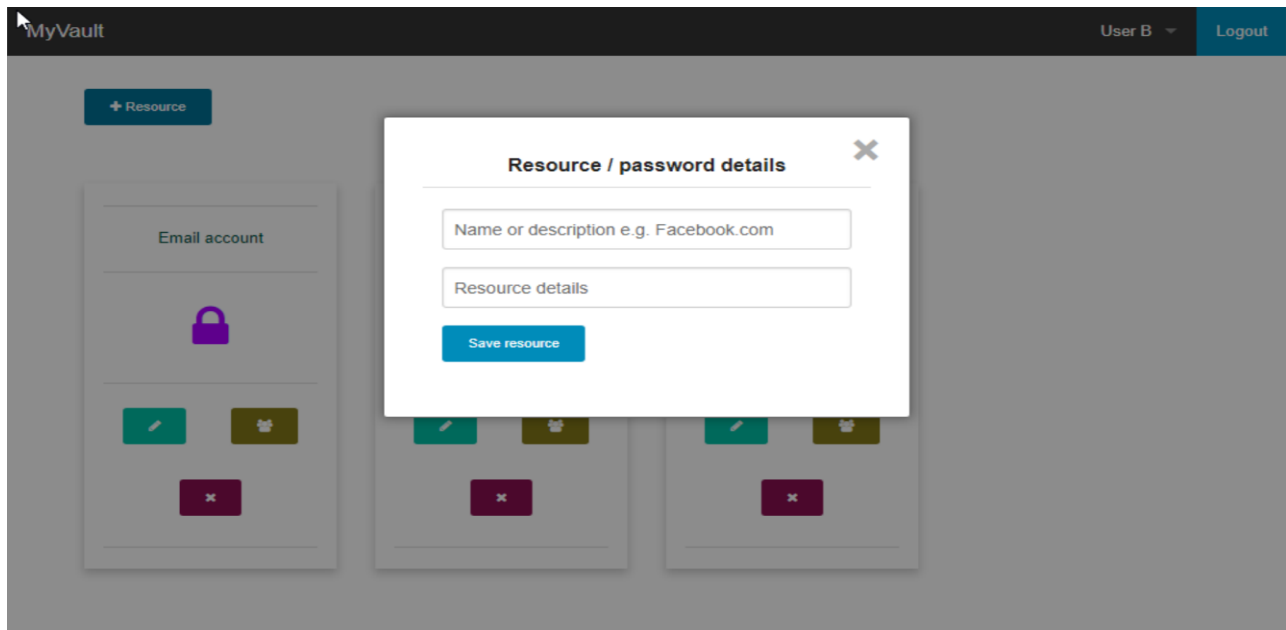 MyVault
User B
Logout
+ Resource
Resource / password details
Name or description e.g. Facebook.com
Resource details
Save resource
Email account